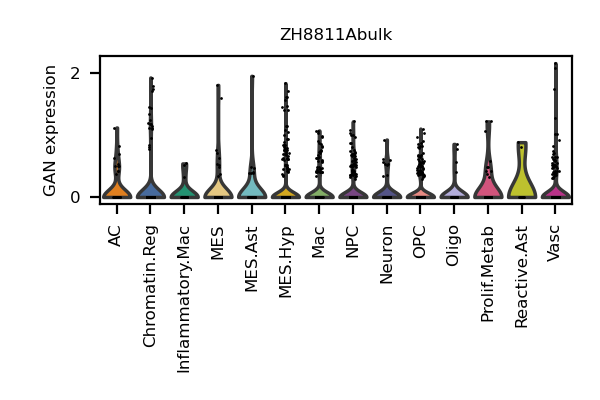 ZH8811Abulk
GAN expression
2
0
AC
Chromatin.Reg
Inflammatory.Mac
MES
MES.Ast
MES.Hyp
Mac
NPC
Neuron
OPC
Oligo
Prolif.Metab
Reactive.Ast
Vasc